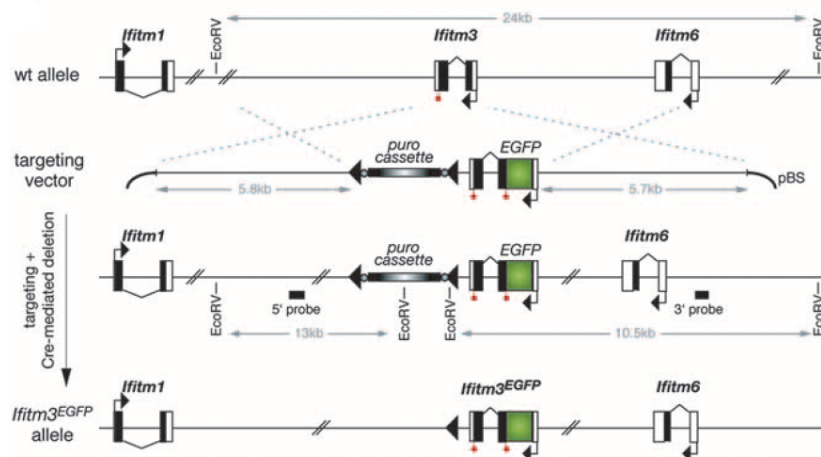 24kb
Ifitm1
EcoRV
Ifitm3
Ifitm6
EcoRV
wt allele
puro
cassette
EGFP
targeting
vector
5.8kb
5.7kb
pBS
targeting +
Cre-mediated deletion
Ifitm1
puro
cassette
EGFP
Ifitm6
EcoRV
5' probe
EcoRV
EcoRV
3' probe
EcoRV
13kb
10.5kb
Ifitm1
Ifitm3EGFP
Ifitm6
Ifitm3EGFP
allele